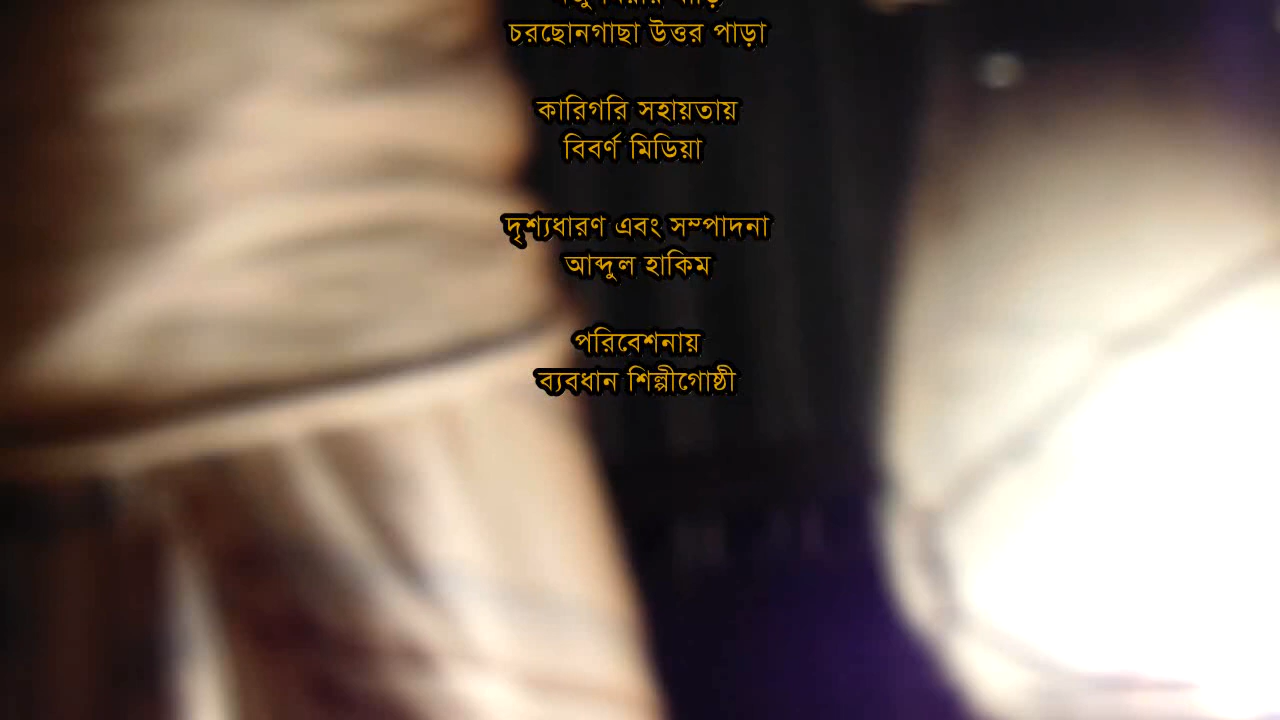 চরছোনগাছা উত্তর পাড়া
কারিগরি সহায়তায়
বিবর্ণ মিডিয়া
দৃশ্যধারণ এবং সম্পাদনা
আব্দুল হাকিম
পরিবেশনায়
ব্যবধান শিল্পীগোষ্ঠী